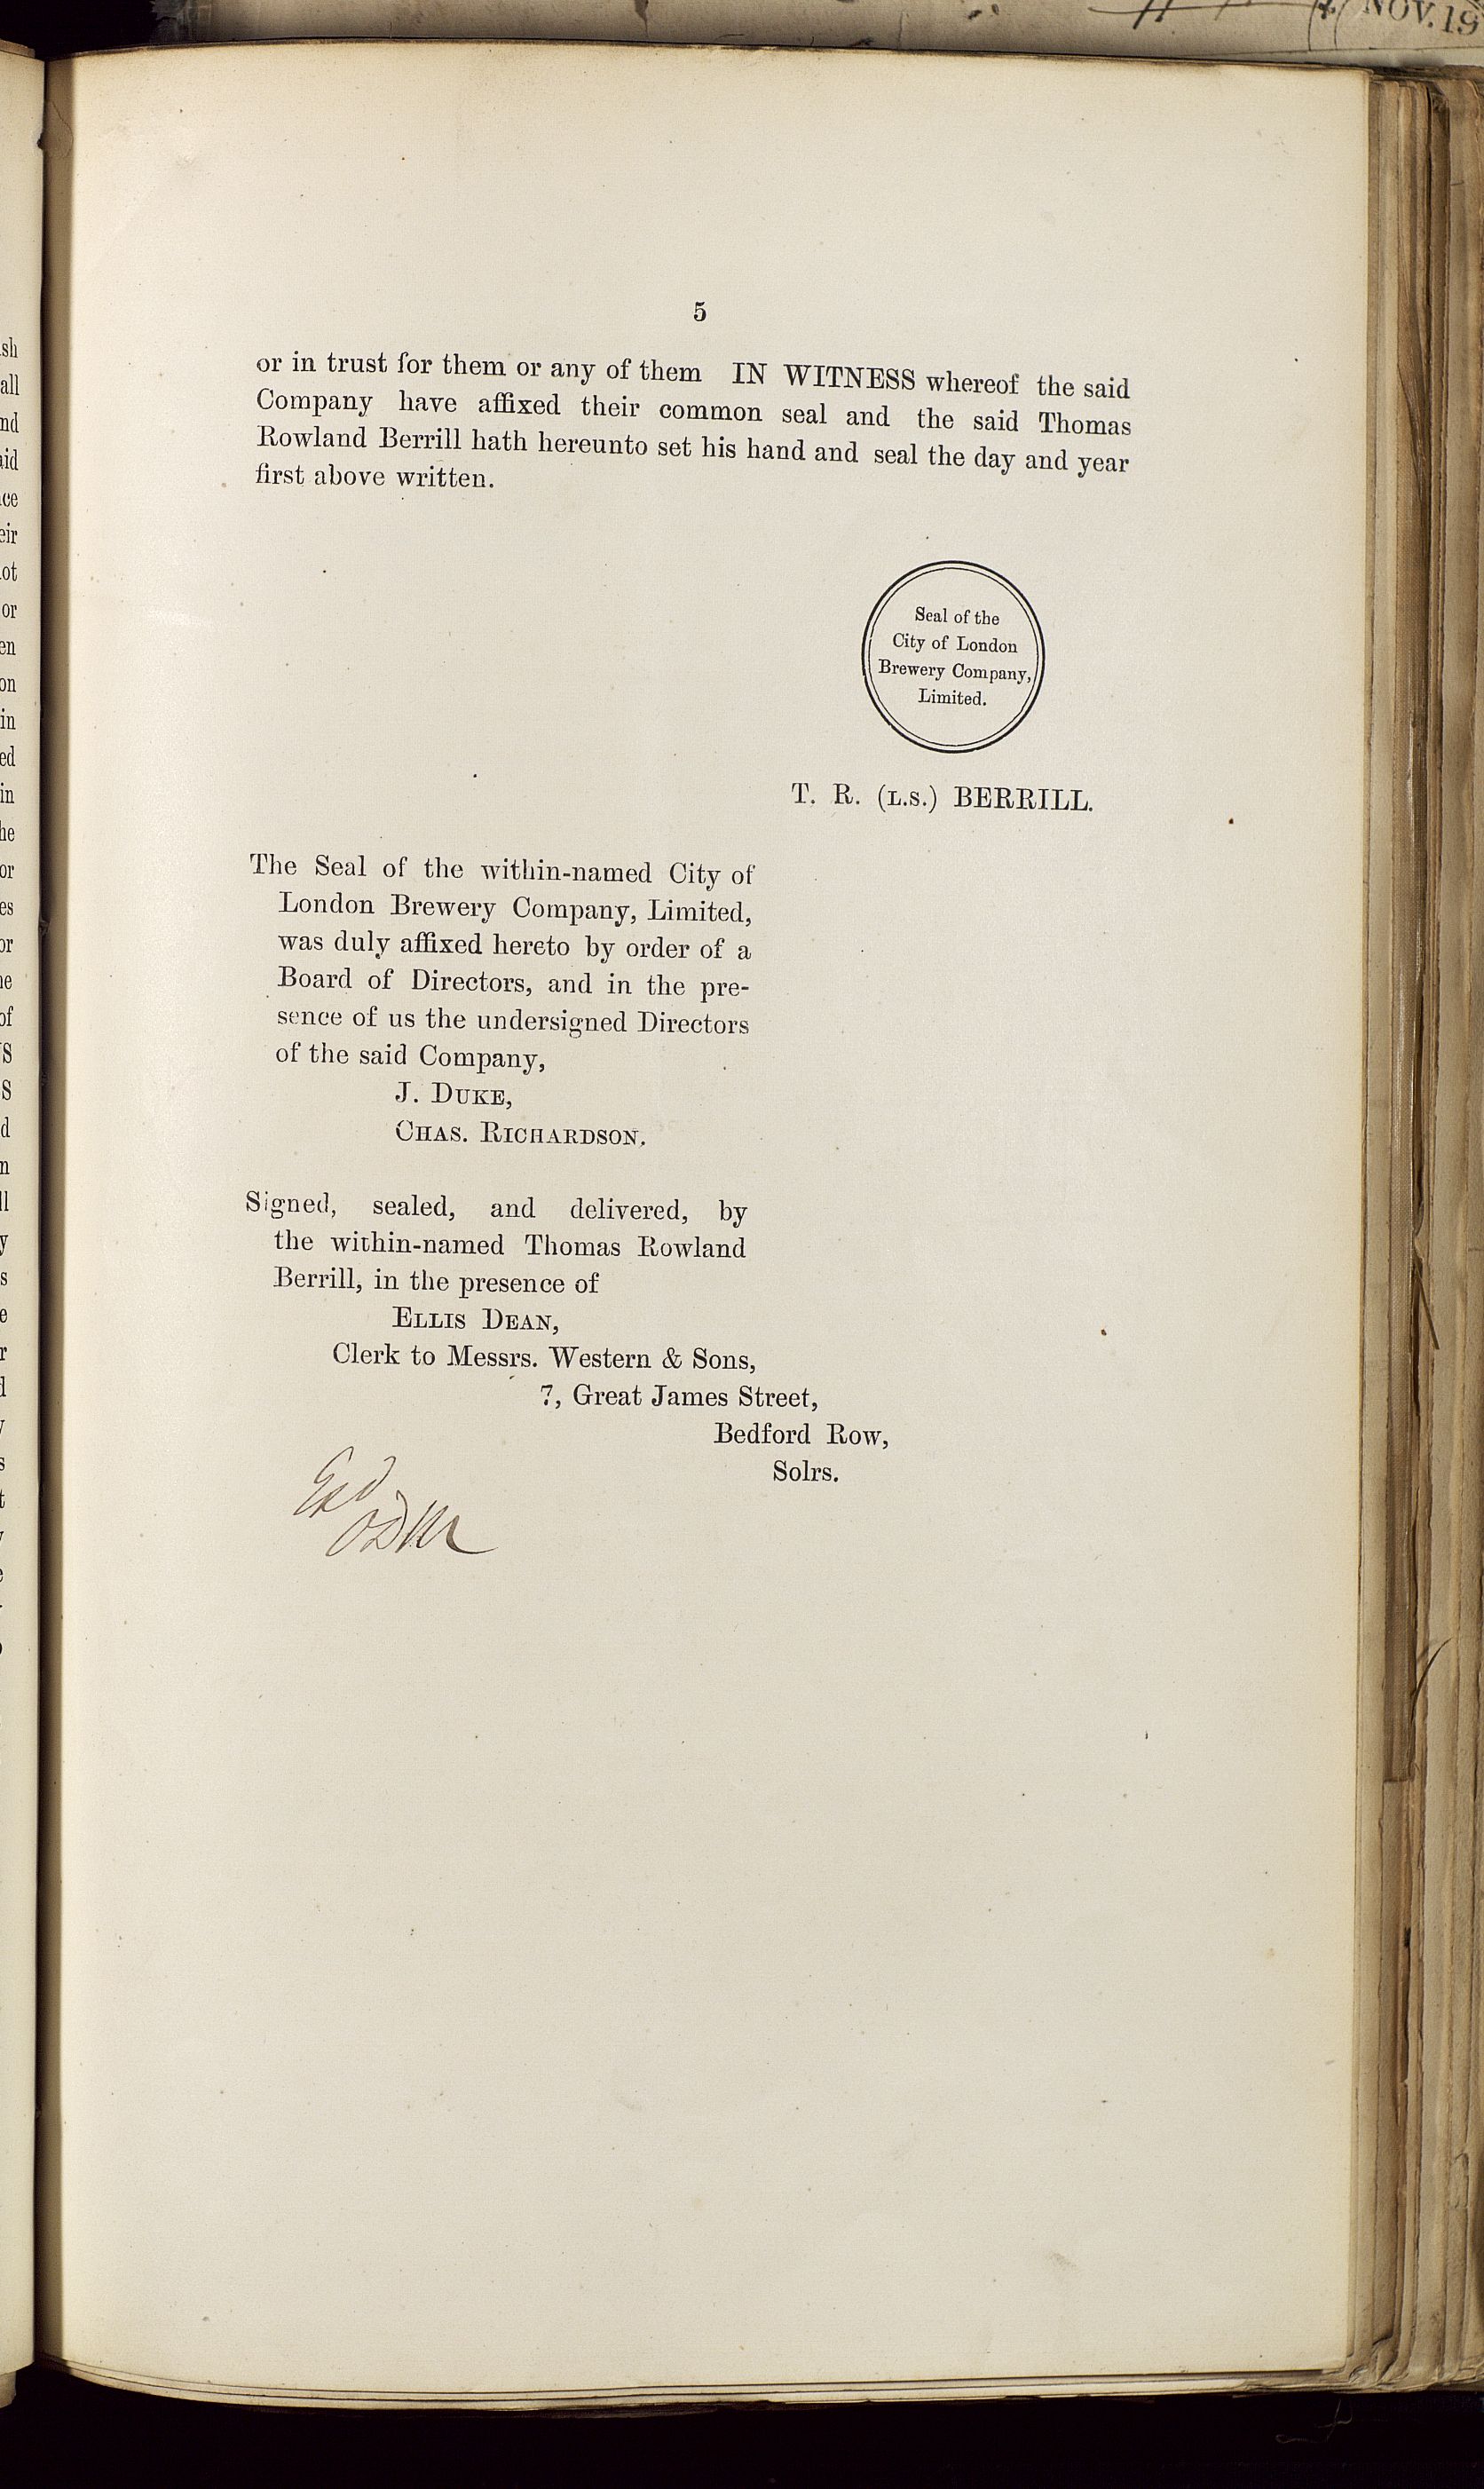 NOV. 19
5
or in trust for them or any of them IN WITNESS whereof the said
Company have affixed their common seal and the said Thomas
Rowland Berrill hath hereunto set his hand and seal the day and year
first above written.
Seal of the
City of London
Brewery Company,
Limited.
T. R. (L.S.) BERRILL.
The Seal of the within-named City of
London Brewery Company, Limited,
was duly affixed hereto by order of a
Board of Directors, and in the pre-
sence of us the undersigned Directors
of the said Company,
J. DUKE,
CHAS. RICHARDSON.
Signed, sealed, and delivered, by
the within-named Thomas Rowland
Berrill, in the presence of
ELLIS DEAN,
Clerk to Messrs. Western & Sons,
7, Great James Street,
Bedford Row,
Solrs.